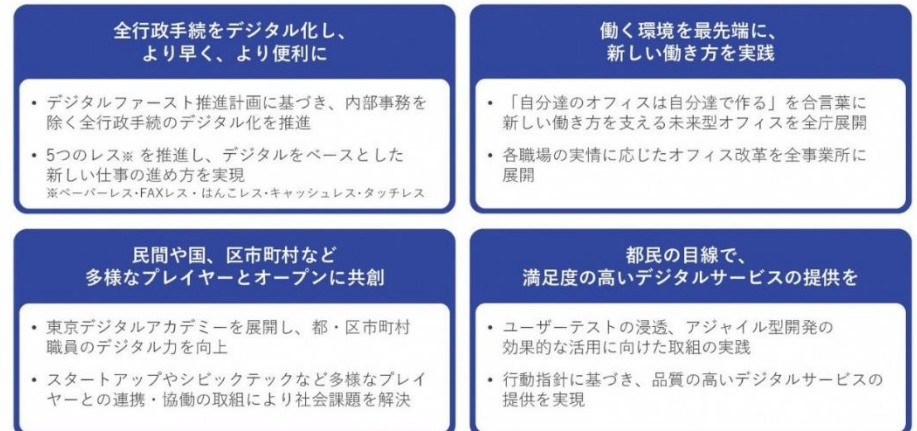 全行政手続をデジタル化し、
より早く、より便利に
• デジタルファースト推進計画に基づき、内部事務を
除く全行政手続のデジタル化を推進
• 5つのレス※ を推進し、デジタルをベースとした
新しい仕事の進め方を実現
※ペーパーレス・FAXレス・はんこレス・キャッシュレス・タッチレス
働く環境を最先端に、
新しい働き方を実践
• 「自分達のオフィスは自分達で作る」を合言葉に
新しい働き方を支える未来型オフィスを全庁展開
• 各職場の実情に応じたオフィス改革を全事業所に
展開
民間や国、区市町村など
多様なプレイヤーとオープンに共創
• 東京デジタルアカデミーを展開し、都・区市町村
職員のデジタル力を向上
• スタートアップやシビックテックなど多様なプレイ
ヤーとの連携・協働の取組により社会課題を解決
都民の目線で、
満足度の高いデジタルサービスの提供を
• ユーザーテストの浸透、アジャイル型開発の
効果的な活用に向けた取組の実践
• 行動指針に基づき、品質の高いデジタルサービスの
提供を実現